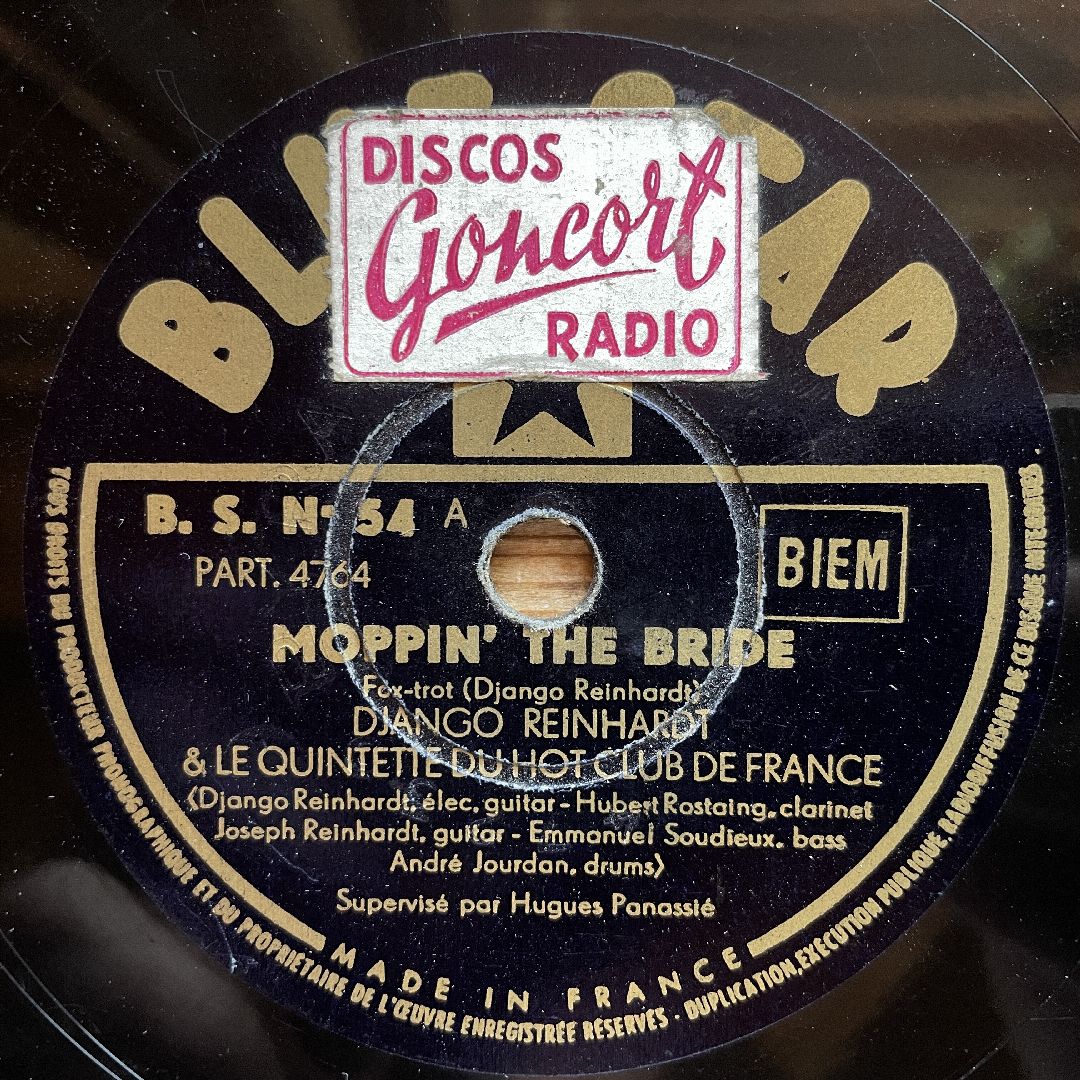 DISCOS
Goncort
RADIO
B. S. Nº 54 A
PART. 4764
BIEM
MOPPIN' THE BRIDE
Fox-trot (Django Reinhardt)
DJANGO REINHARDT
& LE QUINTETTE DU HOT CLUB DE FRANCE
(Django Reinhardt, élec. guitar - Hubert Rostaing, clarinet
Joseph Reinhardt, guitar - Emmanuel Soudieux, bass
André Jourdan, drums)
Supervisé par Hugues Panassié
MADE IN FRANCE
TOUS DROITS DU PRODUCTEUR PHONOGRAPHIQUE ET DU PROPRIÉTAIRE DE L'ŒUVRE ENREGISTRÉE RÉSERVÉS - DUPLICATION, EXÉCUTION PUBLIQUE, RADIODIFFUSION DE CE DISQUE INTERDITES